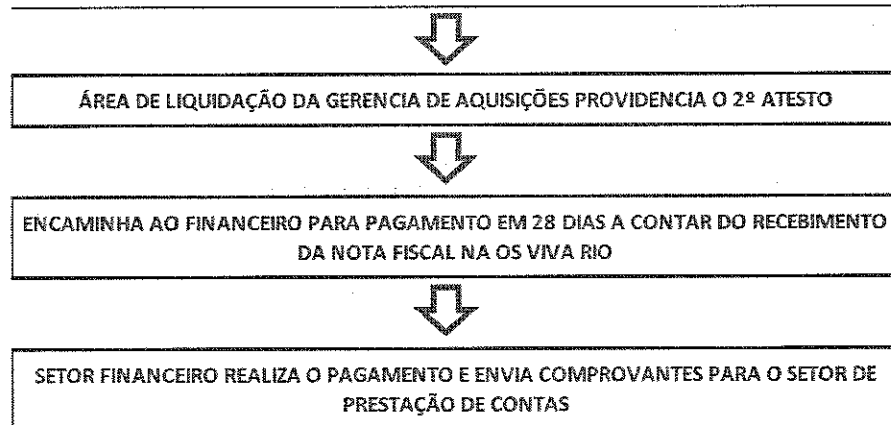 ÁREA DE LIQUIDAÇÃO DA GERENCIA DE AQUISIÇÕES PROVIDENCIA O 2º ATESTO
ENCAMINHA AO FINANCEIRO PARA PAGAMENTO EM 28 DIAS A CONTAR DO RECEBIMENTO
DA NOTA FISCAL NA OS VIVA RIO
SETOR FINANCEIRO REALIZA O PAGAMENTO E ENVIA COMPROVANTES PARA O SETOR DE
PRESTAÇÃO DE CONTAS